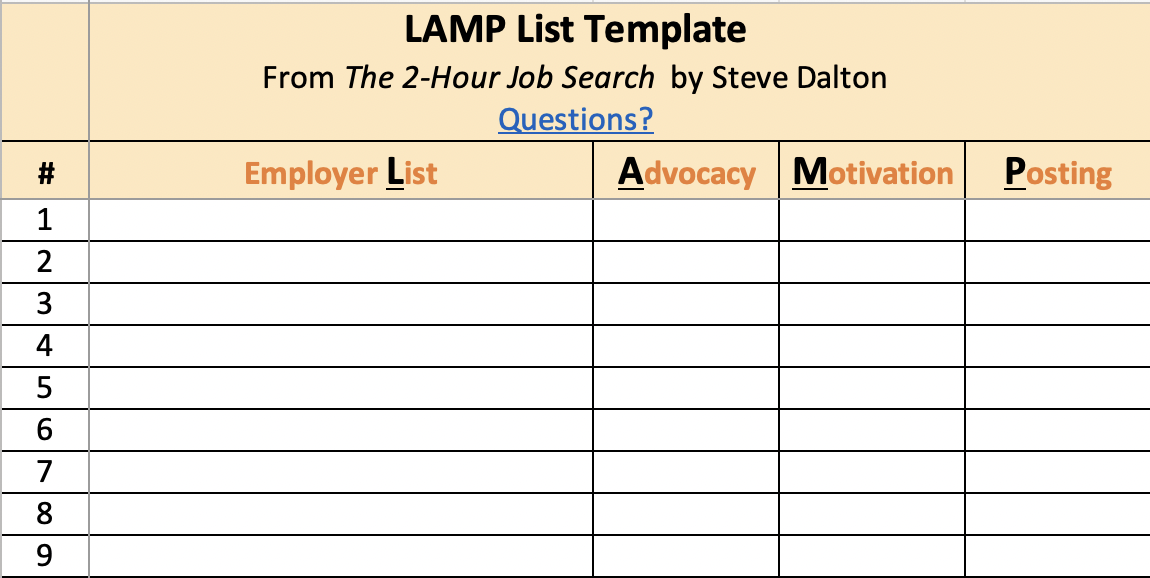 LAMP List Template
From The 2-Hour Job Search by Steve Dalton
Questions?
# Employer List Advocacy Motivation Posting
1
2
3
4
5
6
7
8
9